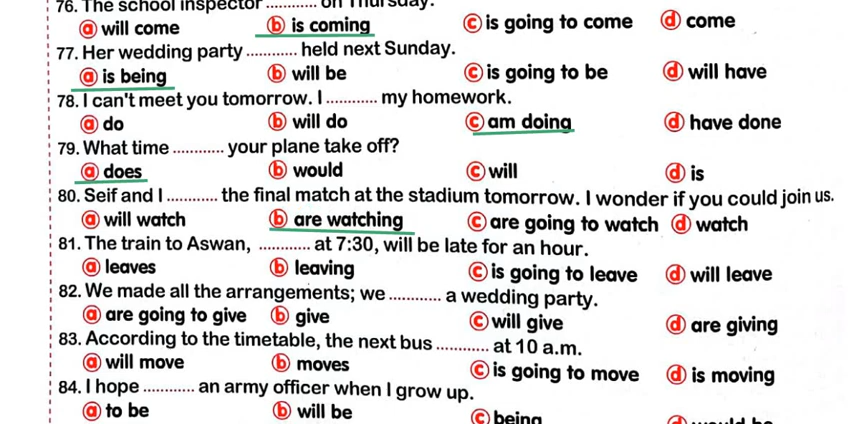 76. The school inspector ............ on Thursday.
ⓐ will come ⓑ is coming ⓒ is going to come ⓓ come
77. Her wedding party ............ held next Sunday.
ⓐ is being ⓑ will be ⓒ is going to be ⓓ will have
78. I can't meet you tomorrow. I ............ my homework.
ⓐ do ⓑ will do ⓒ am doing ⓓ have done
79. What time ............ your plane take off?
ⓐ does ⓑ would ⓒ will ⓓ is
80. Seif and I ............ the final match at the stadium tomorrow. I wonder if you could join us.
ⓐ will watch ⓑ are watching ⓒ are going to watch ⓓ watch
81. The train to Aswan, ............ at 7:30, will be late for an hour.
ⓐ leaves ⓑ leaving ⓒ is going to leave ⓓ will leave
82. We made all the arrangements; we ............ a wedding party.
ⓐ are going to give ⓑ give ⓒ will give ⓓ are giving
83. According to the timetable, the next bus ............ at 10 a.m.
ⓐ will move ⓑ moves ⓒ is going to move ⓓ is moving
84. I hope ............ an army officer when I grow up.
ⓐ to be ⓑ will be ⓒ being ⓓ would be